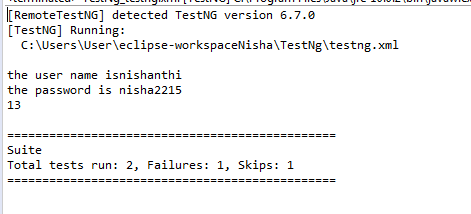 [RemoteTestNG] detected TestNG version 6.7.0
[TestNG] Running:
  C:\Users\User\eclipse-workspaceNisha\TestNg\testng.xml

the user name isnishanthi
the password is nisha2215
13

===============================================
Suite
Total tests run: 2, Failures: 1, Skips: 1
===============================================